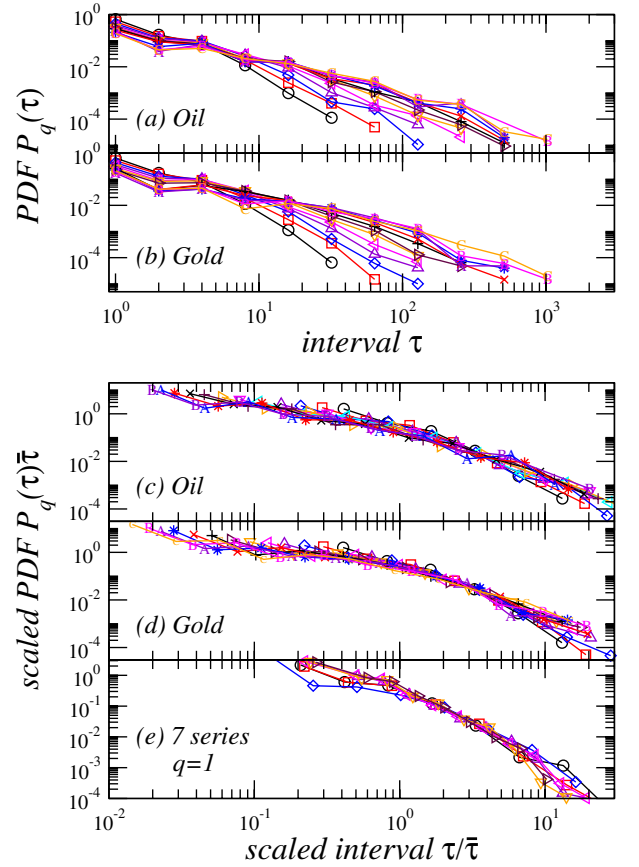 10^0
10^-2
10^-4
(a) Oil
10^0
10^-2
10^-4
(b) Gold
PDF P_q(τ)
10^0 10^1 10^2 10^3
interval τ
10^0
10^-2
10^-4
(c) Oil
10^0
10^-2
10^-4
(d) Gold
scaled PDF P_q(τ)τ̄
10^0
10^-1
10^-2
10^-3
10^-4
(e) 7 series
q=1
10^-2 10^-1 10^0 10^1
scaled interval τ/τ̄